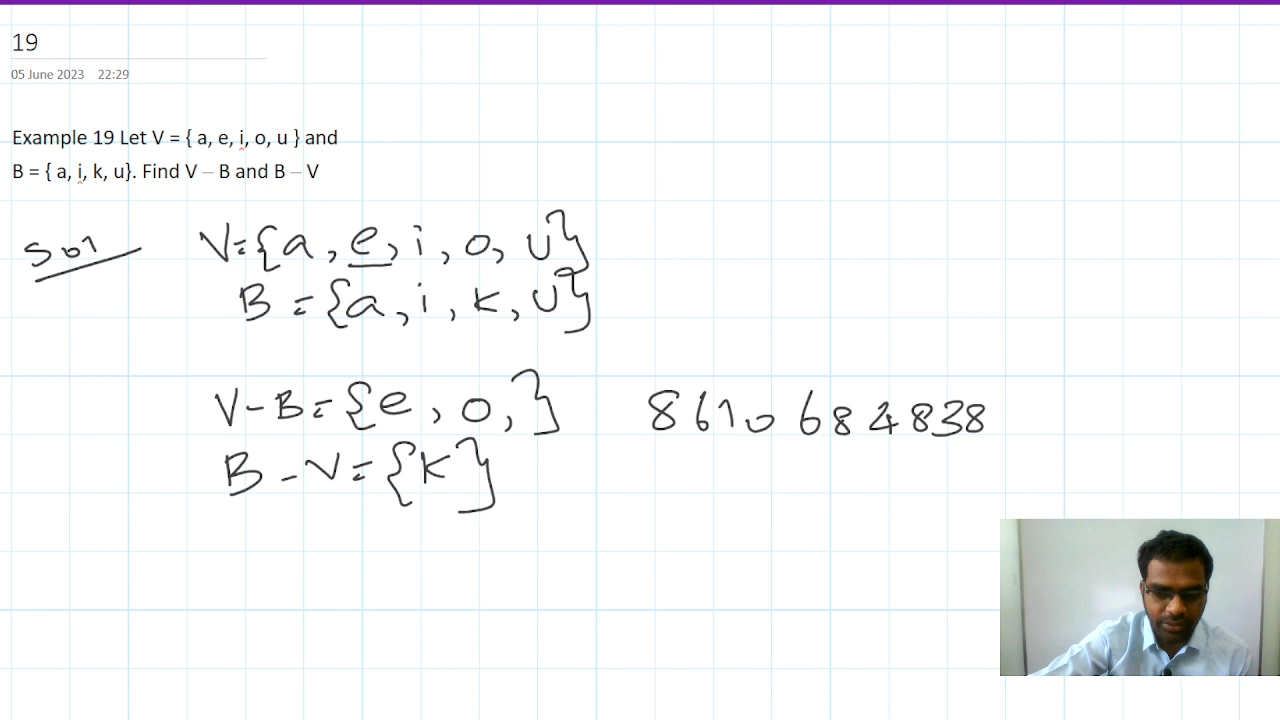 19
05 June 2023 22:29
Example 19 Let V = { a, e, i, o, u } and
B = { a, i, k, u}. Find V – B and B – V
Sol
V={a, e, i, o, u}
B = {a, i, k, u}
V-B={e, o, } 8610684838
B-V={k}